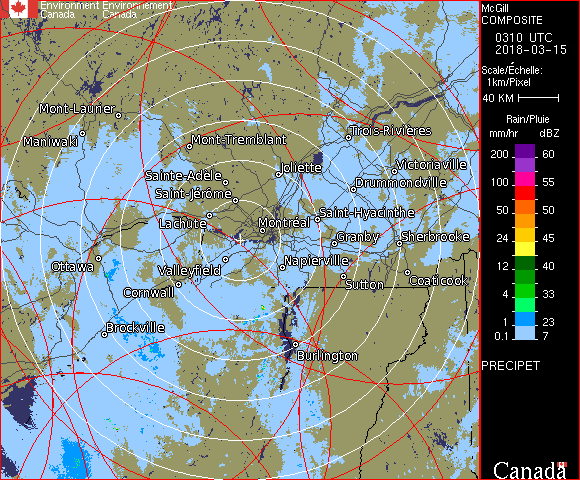 Environment Environnement
Canada Canada
Mont-Laurier
Maniwaki
Mont-Tremblant
Trois-Rivières
Joliette
Victoriaville
Sainte-Adèle
Drummondville
Saint-Jérôme
Saint-Hyacinthe
Lachute
Montréal
Granby
Sherbrooke
Ottawa
Valleyfield
Napierville
Sutton
Coaticook
Cornwall
Brockville
Burlington
McGill
COMPOSITE
0310 UTC
2018-03-15
Scale/Échelle:
1km/Pixel
40 KM
Rain/Pluie
mm/hr dBZ
200 60
100 55
50 50
24 45
12 40
4 33
1 23
0.1 7
PRECIPET
Canada